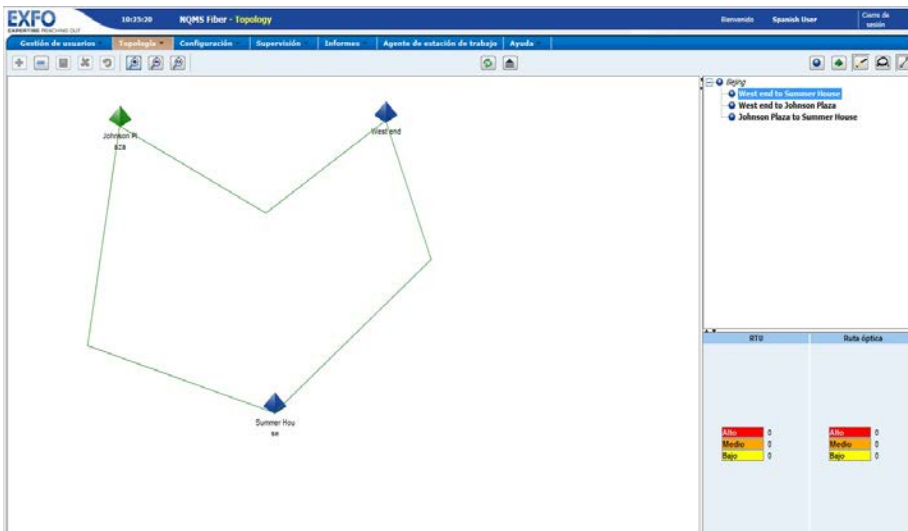 EXFO
EXPERTISE REACHING OUT
10:35:20
NQMS Fiber - Topology
Bienvenido
Spanish User
Cierre de
sesión
Gestión de usuarios
Topología
Configuración
Supervisión
Informes
Agente de estación de trabajo
Ayuda
Beijing
West end to Summer House
West end to Johnson Plaza
Johnson Plaza to Summer House
Johnson Pl
aza
West end
Summer Hou
se
RTU
Ruta óptica
Alto 0
Medio 0
Bajo 0
Alto 0
Medio 0
Bajo 0